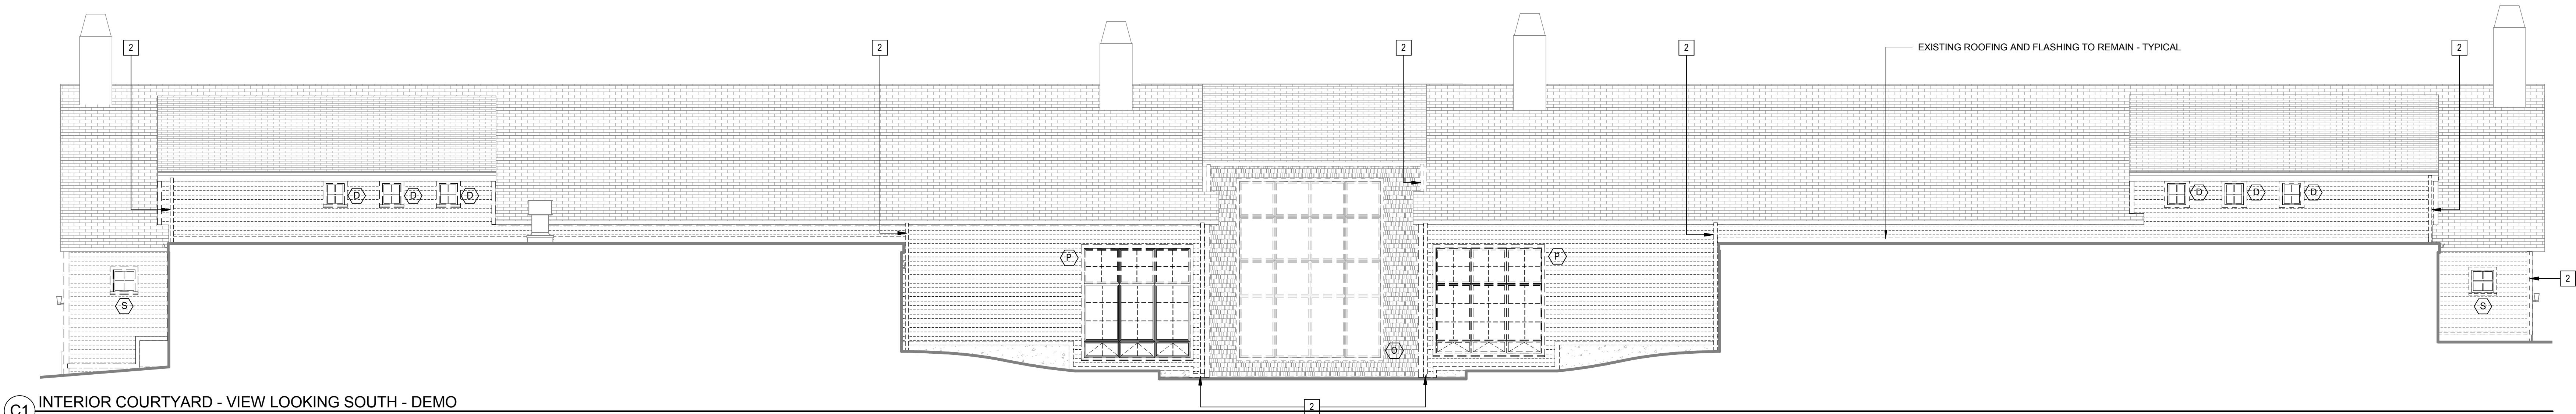 2
2
2
2
EXISTING ROOFING AND FLASHING TO REMAIN - TYPICAL
2
D
D
D
D
D
D
P
P
S
2
S
O
C1
INTERIOR COURTYARD - VIEW LOOKING SOUTH - DEMO
2